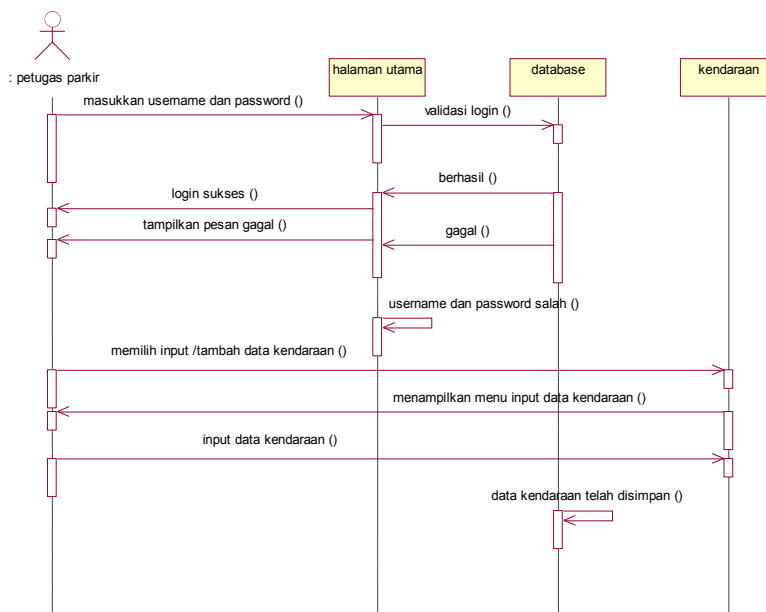 : petugas parkir
halaman utama
database
kendaraan
masukkan username dan password ()
validasi login ()
berhasil ()
login sukses ()
tampilkan pesan gagal ()
gagal ()
username dan password salah ()
memilih input /tambah data kendaraan ()
menampilkan menu input data kendaraan ()
input data kendaraan ()
data kendaraan telah disimpan ()